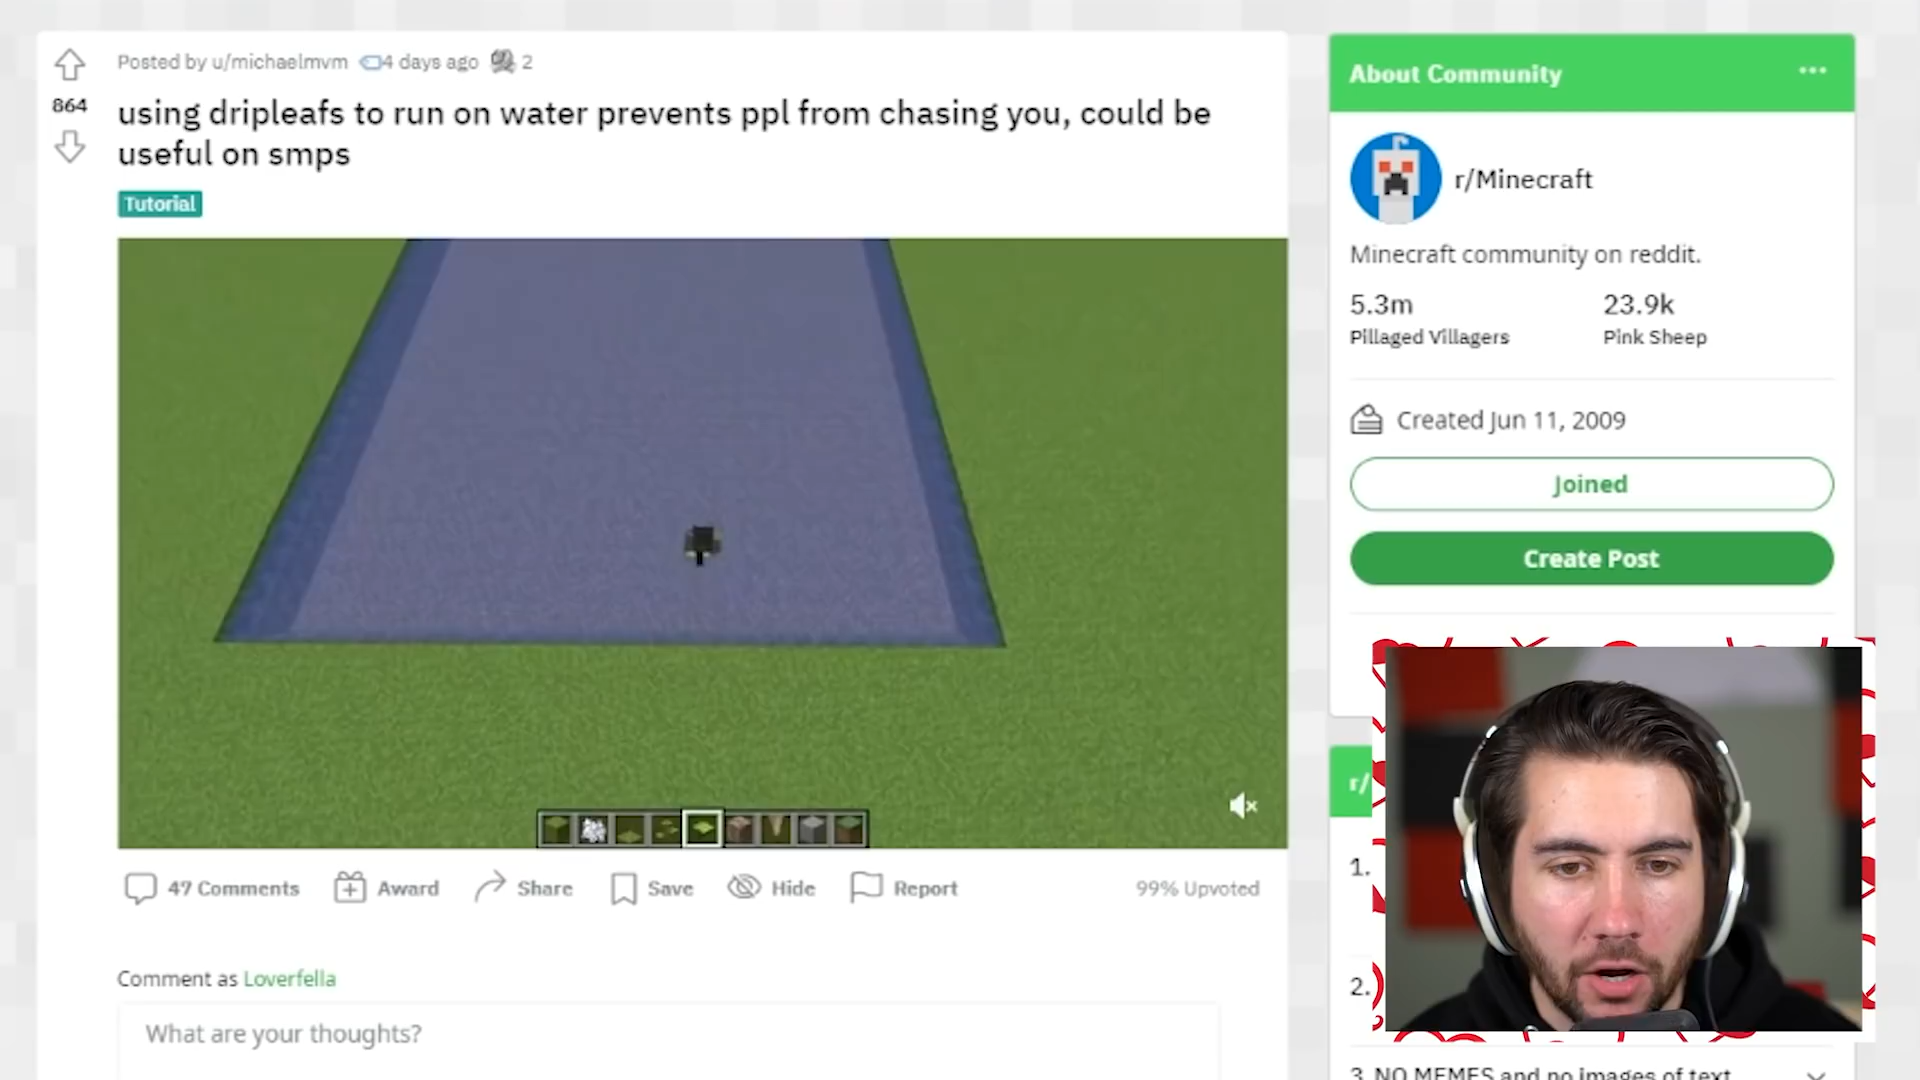 Posted by u/michaelmvm 4 days ago 2
864
using dripleafs to run on water prevents ppl from chasing you, could be
useful on smps
Tutorial
47 Comments Award Share Save Hide Report 99% Upvoted
Comment as Loverfella
What are your thoughts?
About Community
r/Minecraft
Minecraft community on reddit.
5.3m 23.9k
Pillaged Villagers Pink Sheep
Created Jun 11, 2009
Joined
Create Post
r/
1.
2.
3. NO MEMES and no images of text